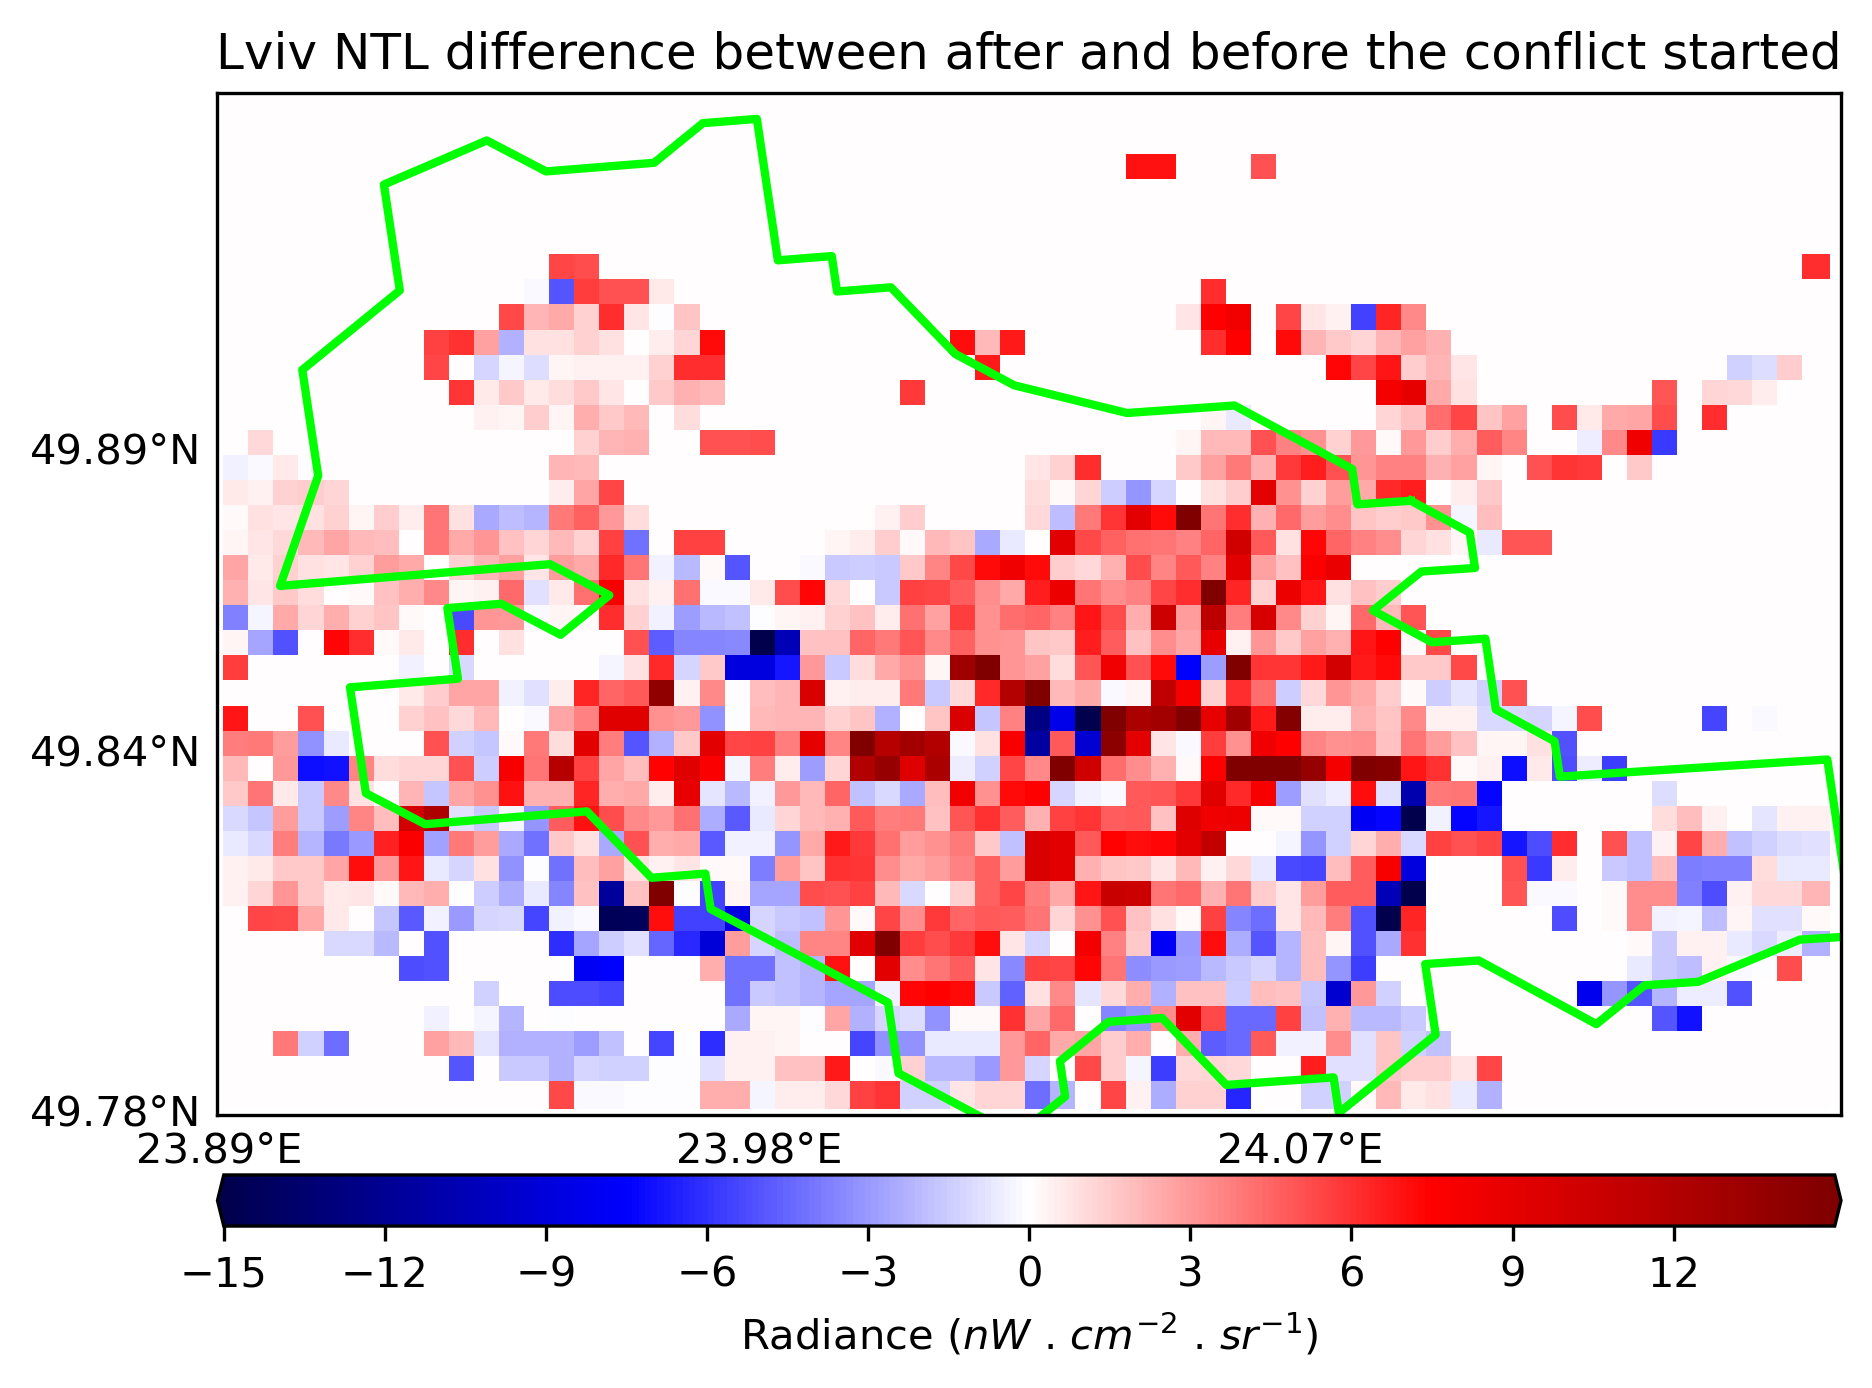 Lviv NTL difference between after and before the conflict started
49.89°N
49.84°N
49.78°N
23.89°E 23.98°E 24.07°E
−15 −12 −9 −6 −3 0 3 6 9 12
Radiance (nW . cm⁻² . sr⁻¹)